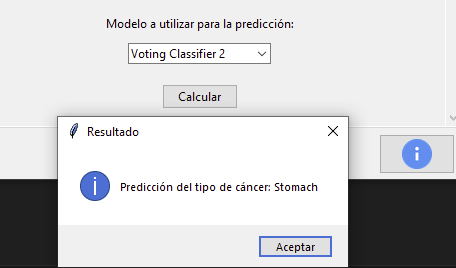 Modelo a utilizar para la predicción:
Voting Classifier 2
Calcular
Resultado
Predicción del tipo de cáncer: Stomach
Aceptar